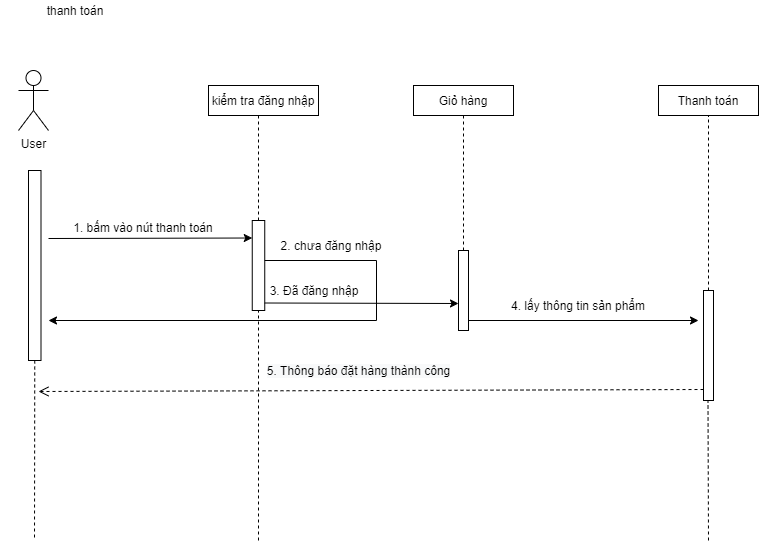 thanh toán
kiểm tra đăng nhập
Giỏ hàng
Thanh toán
User
1. bấm vào nút thanh toán
2. chưa đăng nhập
3. Đã đăng nhập
4. lấy thông tin sản phẩm
5. Thông báo đặt hàng thành công